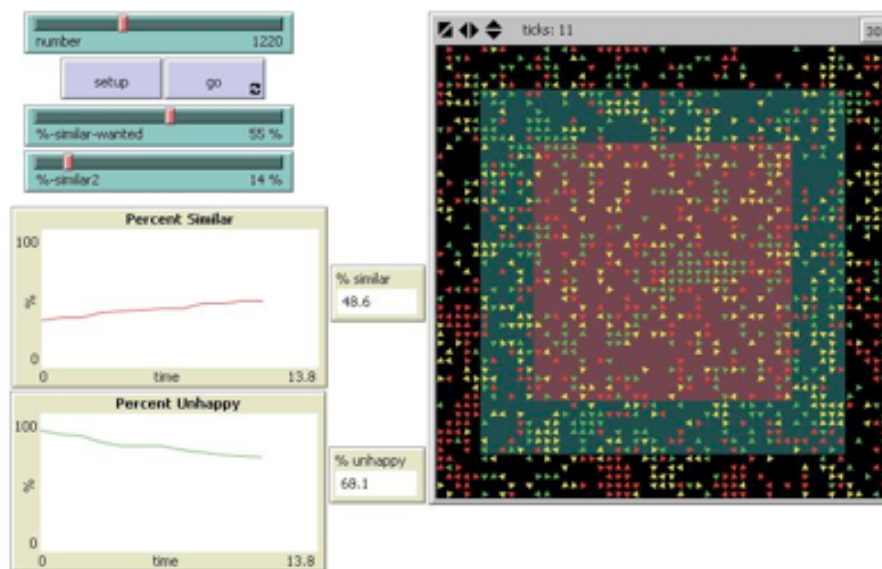 number 1220
setup go
%-similar-wanted 55 %
%-similar2 14 %
Percent Similar
100
%
0
0 time 13.8
% similar
48.6
Percent Unhappy
100
%
0
0 time 13.8
% unhappy
68.1
ticks: 11
30